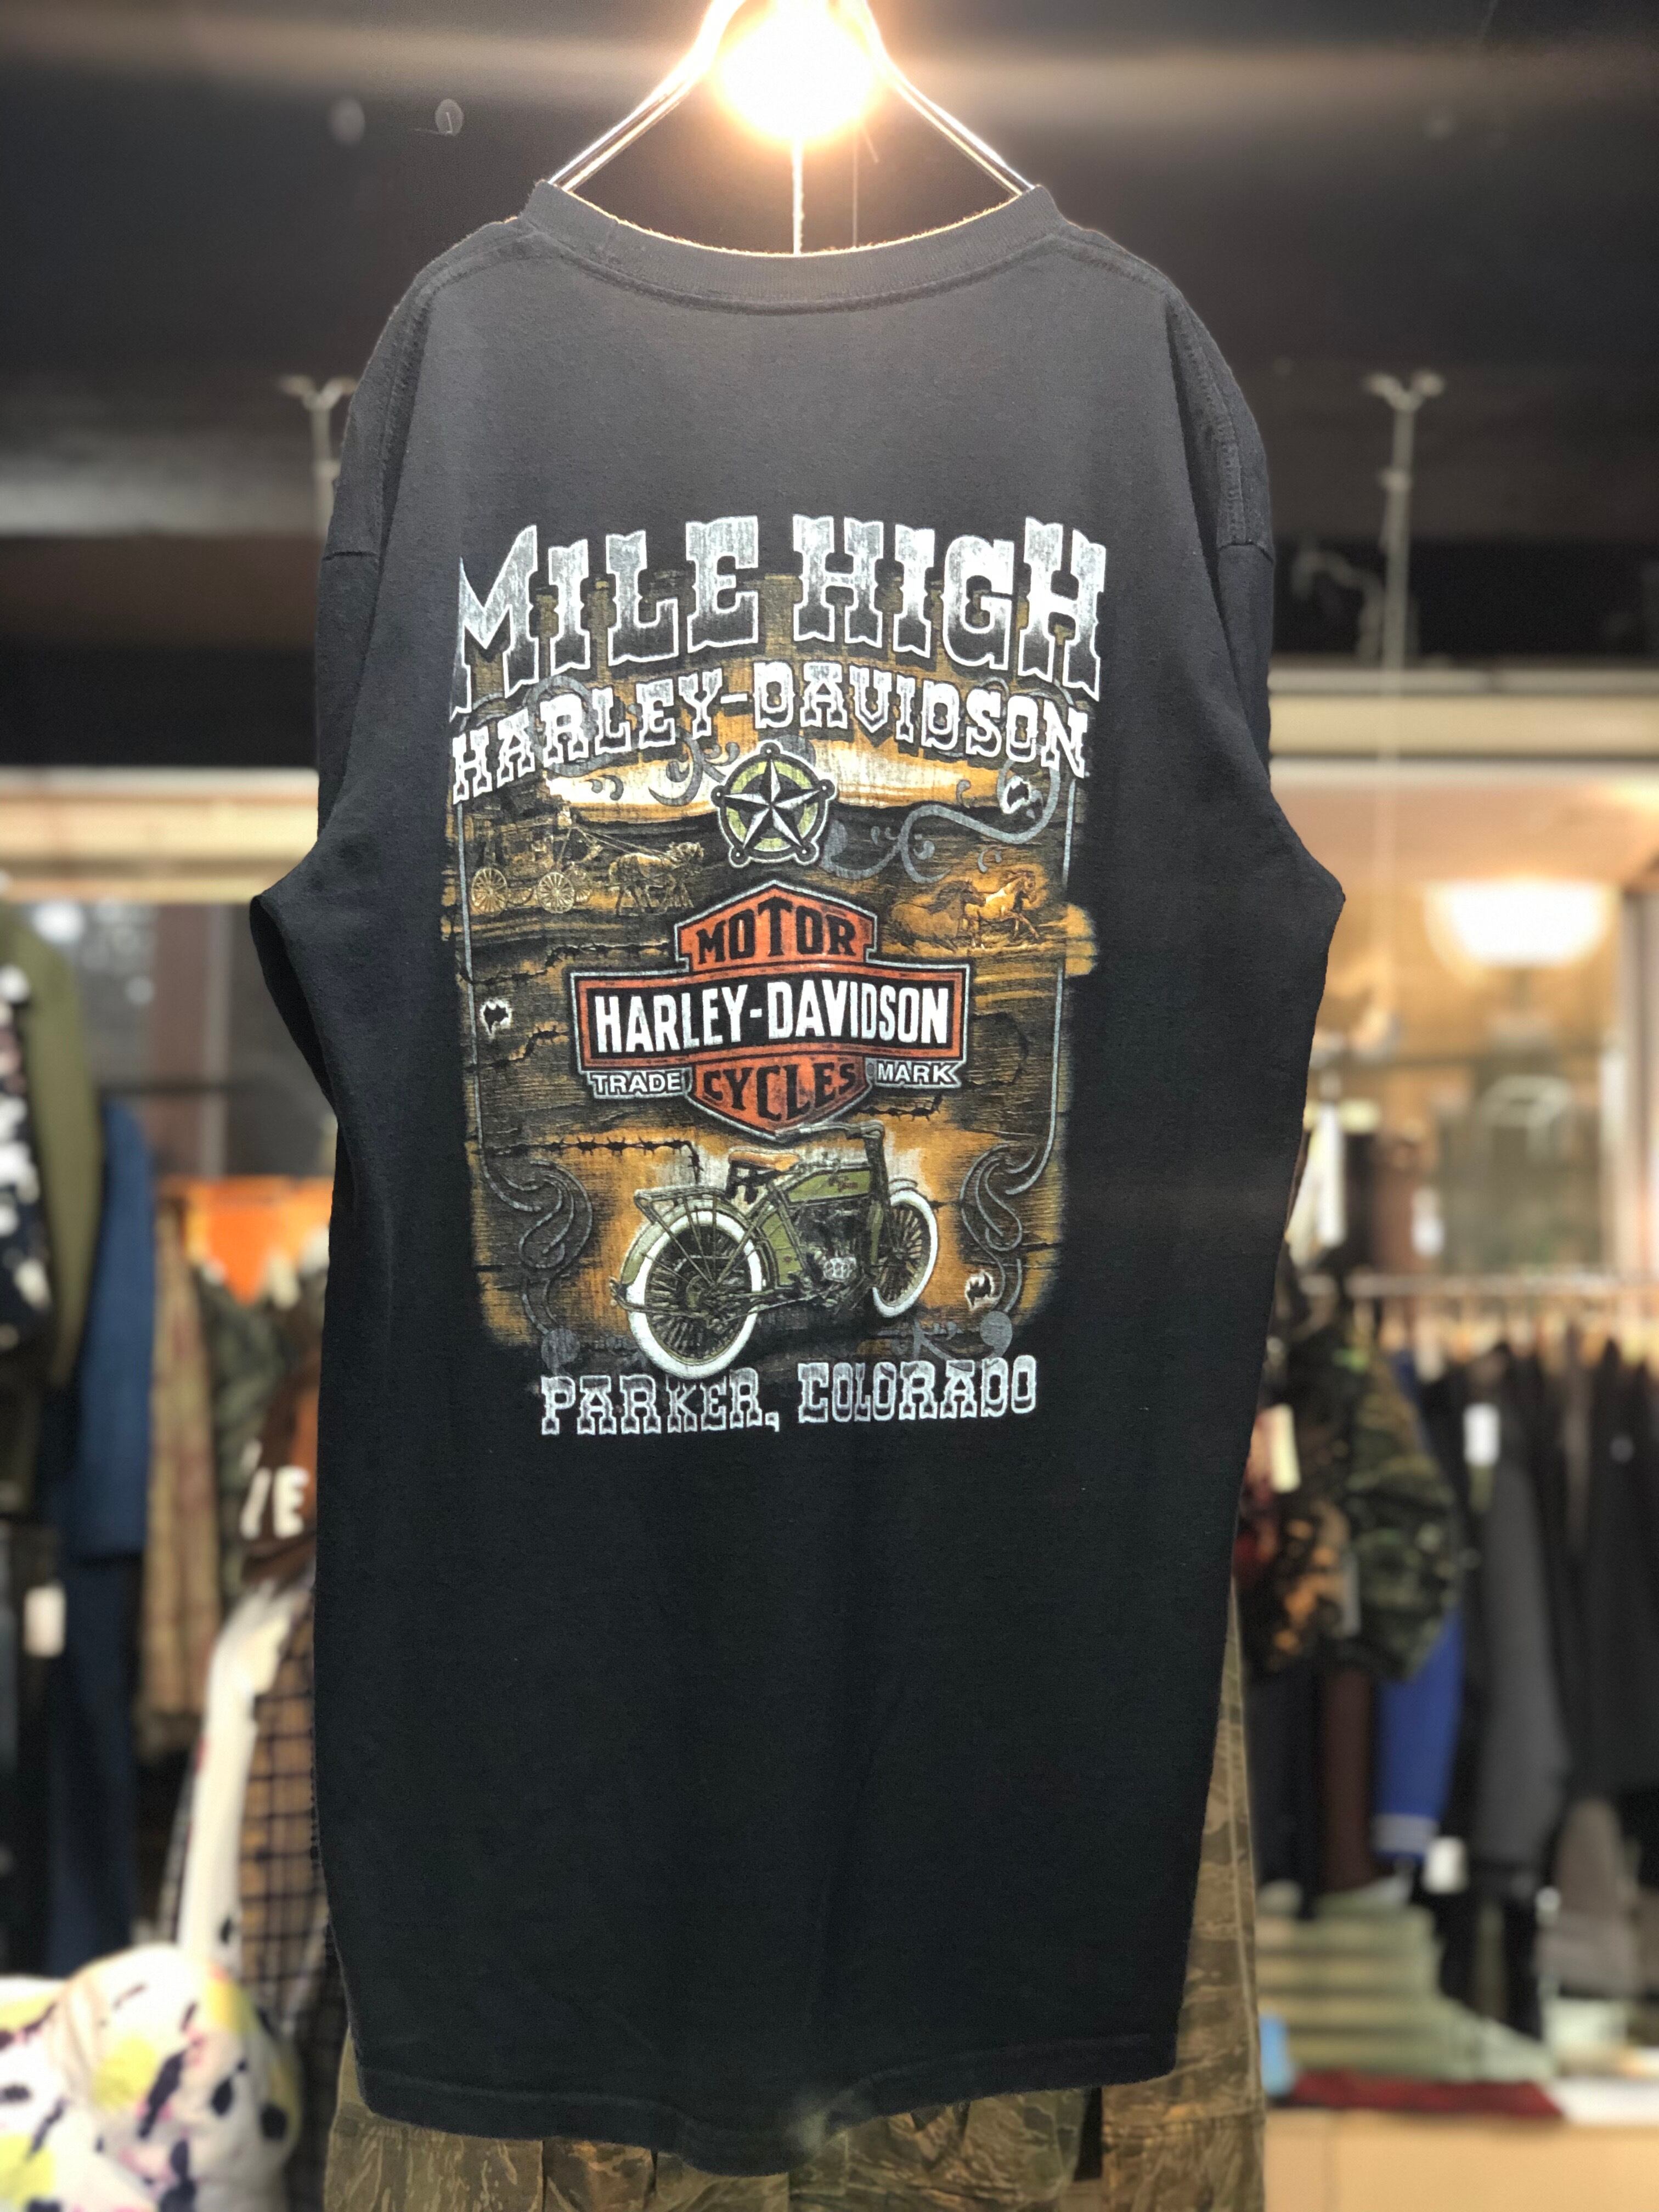 MILE HIGH
HARLEY-DAVIDSON
MOTOR
HARLEY-DAVIDSON
TRADE MARK
CYCLES
PARKER, COLORADO